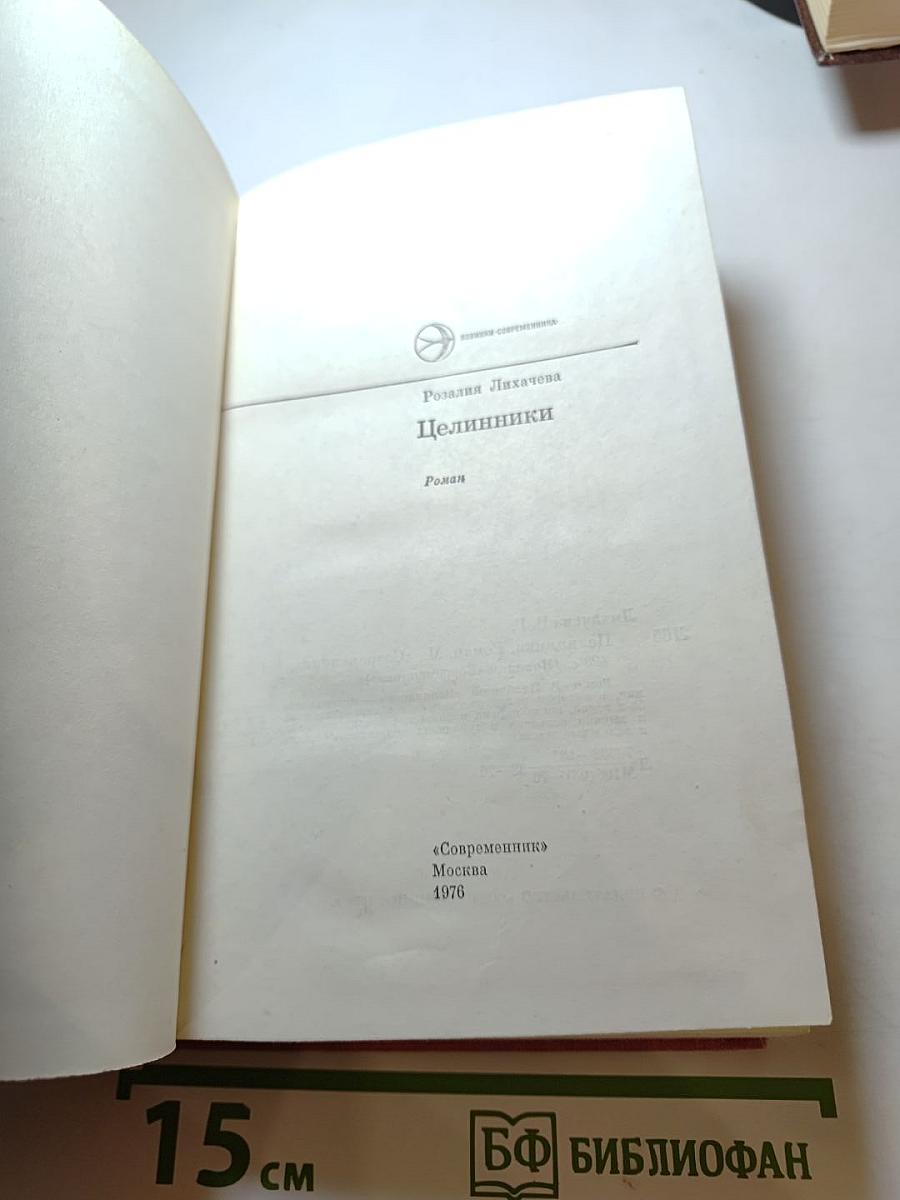 НОВИНКИ «СОВРЕМЕННИКА»
Розалия Лихачева
Целинники
Роман
«Современник»
Москва
1976
15 см
БФ БИБЛИОФАН